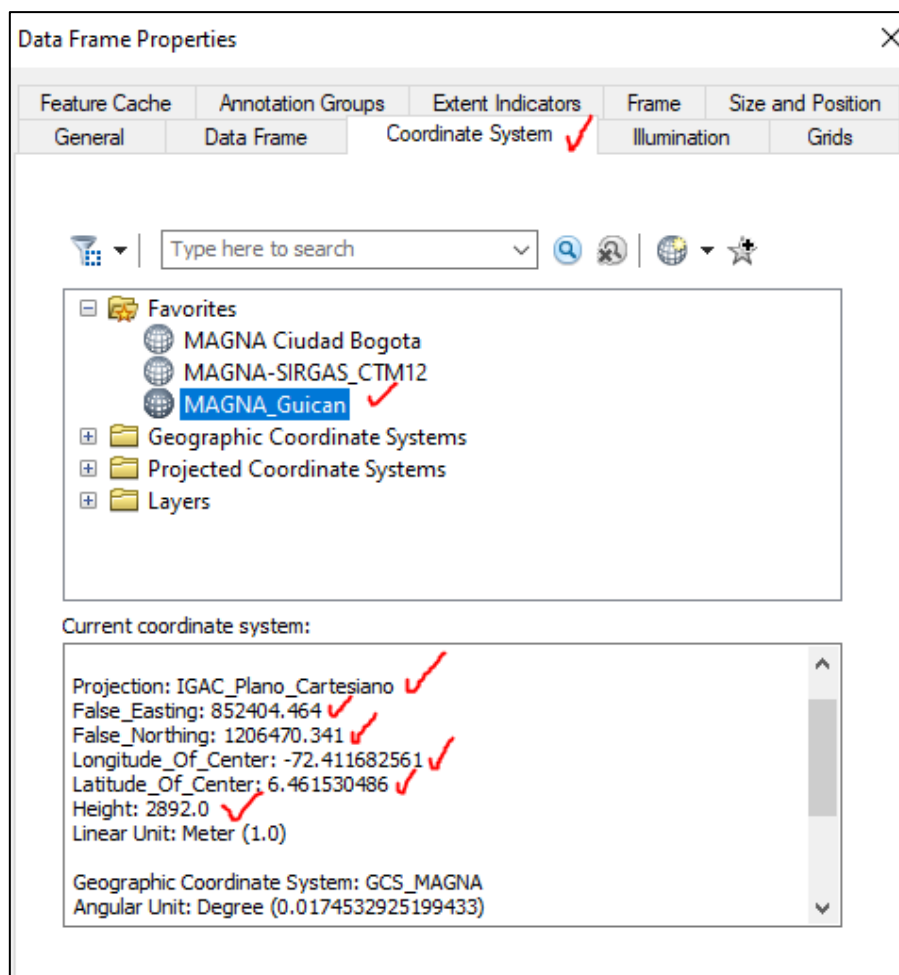 Data Frame Properties
Feature Cache Annotation Groups Extent Indicators Frame Size and Position
General Data Frame Coordinate System Illumination Grids
Type here to search
Favorites
MAGNA Ciudad Bogota
MAGNA-SIRGAS_CTM12
MAGNA_Guican
Geographic Coordinate Systems
Projected Coordinate Systems
Layers
Current coordinate system:
Projection: IGAC_Plano_Cartesiano
False_Easting: 852404.464
False_Northing: 1206470.341
Longitude_Of_Center: -72.411682561
Latitude_Of_Center: 6.461530486
Height: 2892.0
Linear Unit: Meter (1.0)
Geographic Coordinate System: GCS_MAGNA
Angular Unit: Degree (0.0174532925199433)